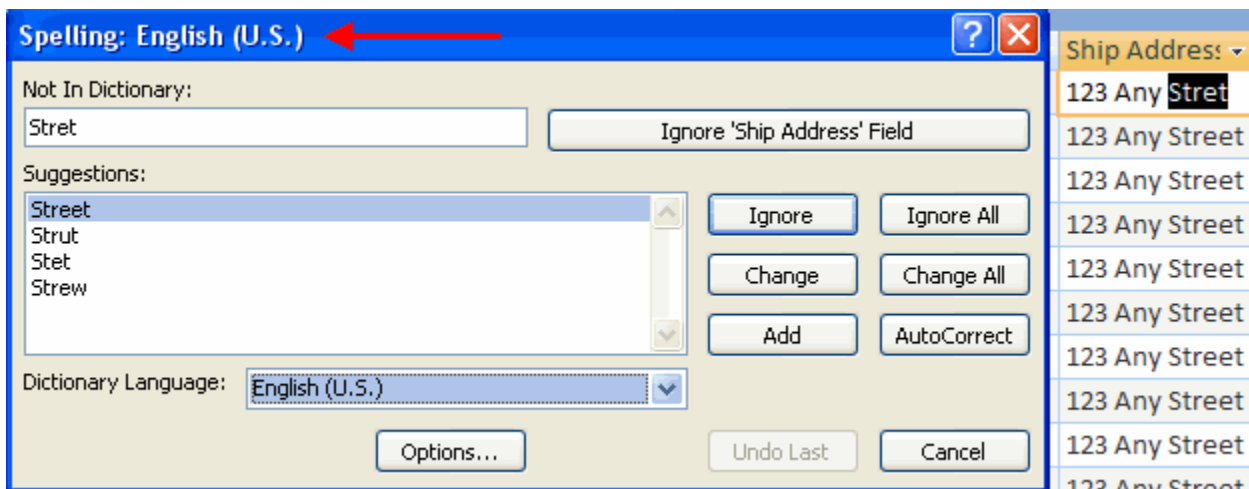 Spelling: English (U.S.)
Not In Dictionary:
Stret
Ignore 'Ship Address' Field
Suggestions:
Street
Strut
Stet
Strew
Ignore
Ignore All
Change
Change All
Add
AutoCorrect
Dictionary Language:
English (U.S.)
Options...
Undo Last
Cancel
Ship Address
123 Any Stret
123 Any Street
123 Any Street
123 Any Street
123 Any Street
123 Any Street
123 Any Street
123 Any Street
123 Any Street
123 Any Street